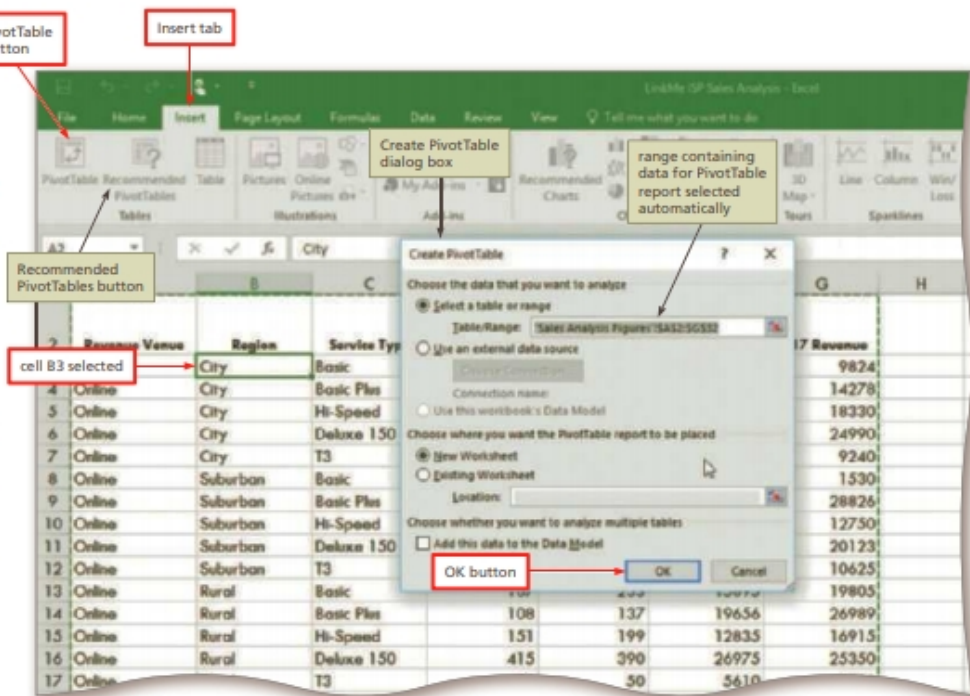 votTable
tton
Insert tab
LinkMe ISP Sales Analysis - Excel
File Home Insert Page Layout Formulas Data Review View Tell me what you want to do
Create PivotTable
dialog box
range containing
data for PivotTable
report selected
automatically
PivotTable Recommended
PivotTables
Table
Pictures Online
Pictures
My Add-ins
Recommended
Charts
3D
Map
Line Column Win/
Loss
Tables Illustrations Add-ins Tours Sparklines
City
Recommended
PivotTables button
B C G H
Create PivotTable ? X
Choose the data that you want to analyze
Select a table or range
Table/Range: 'Sales Analysis Figures'!$A$2:$G$32
Use an external data source
Choose Connection...
Connection name:
Use this workbook's Data Model
Choose where you want the PivotTable report to be placed
New Worksheet
Existing Worksheet
Location:
Choose whether you want to analyze multiple tables
Add this data to the Data Model
OK Cancel
OK button
cell B3 selected
2 Revenue Venue Region Service Typ 17 Revenue
City Basic 9824
4 Online City Basic Plus 14278
5 Online City Hi-Speed 18330
6 Online City Deluxe 150 24990
7 Online City T3 9240
8 Online Suburban Basic 1530
9 Online Suburban Basic Plus 28826
10 Online Suburban Hi-Speed 12750
11 Online Suburban Deluxe 150 20123
12 Online Suburban T3 10625
13 Online Rural Basic 19805
14 Online Rural Basic Plus 108 137 19656 26989
15 Online Rural Hi-Speed 151 199 12835 16915
16 Online Rural Deluxe 150 415 390 26975 25350
17 Online T3 50 5610